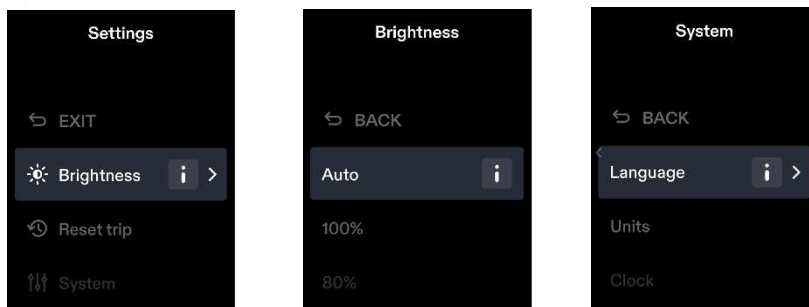 Settings
EXIT
Brightness i
Reset trip
System
Brightness
BACK
Auto i
100%
80%
System
BACK
Language i
Units
Clock